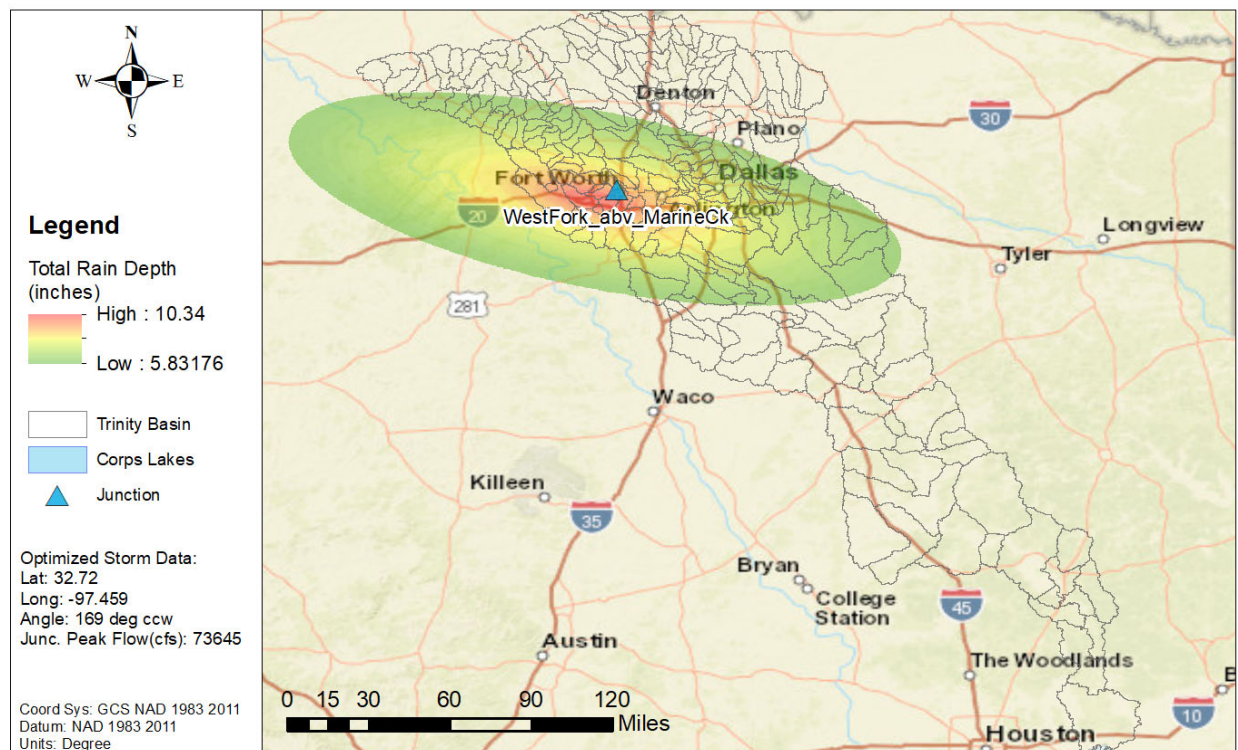 N
W
E
S
Legend
Total Rain Depth
(inches)
High : 10.34
Low : 5.83176
Trinity Basin
Corps Lakes
Junction
Optimized Storm Data:
Lat: 32.72
Long: -97.459
Angle: 169 deg ccw
Junc. Peak Flow(cfs): 73645
Coord Sys: GCS NAD 1983 2011
Datum: NAD 1983 2011
Units: Degree
Denton
30
Plano
Fort Worth
Dallas
20
Arlington
WestFork_abv_MarineCk
Longview
Tyler
281
Waco
Killeen
35
Bryan
College
Station
45
Austin
The Woodlands
B
10
Houston
0 15 30 60 90 120
Miles